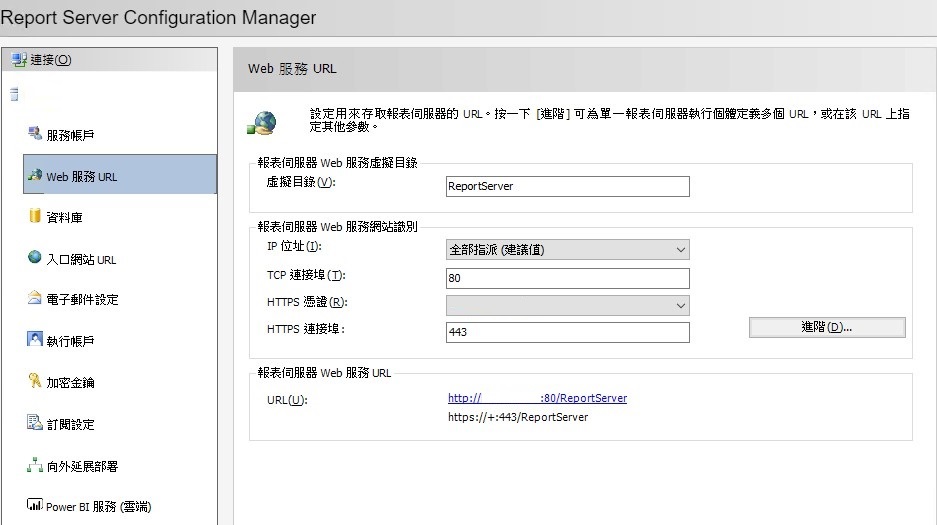 Report Server Configuration Manager
連接(O)
服務帳戶
Web 服務 URL
資料庫
入口網站 URL
電子郵件設定
執行帳戶
加密金鑰
訂閱設定
向外延展部署
Power BI 服務 (雲端)
Web 服務 URL
設定用來存取報表伺服器的 URL。按一下 [進階] 可為單一報表伺服器執行個體定義多個 URL，或在該 URL 上指
定其他參數。
報表伺服器 Web 服務虛擬目錄
虛擬目錄(V): ReportServer
報表伺服器 Web 服務網站識別
IP 位址(I): 全部指派 (建議值)
TCP 連接埠(T): 80
HTTPS 憑證(R):
HTTPS 連接埠: 443
進階(D)...
報表伺服器 Web 服務 URL
URL(U): http:// :80/ReportServer
https://+:443/ReportServer